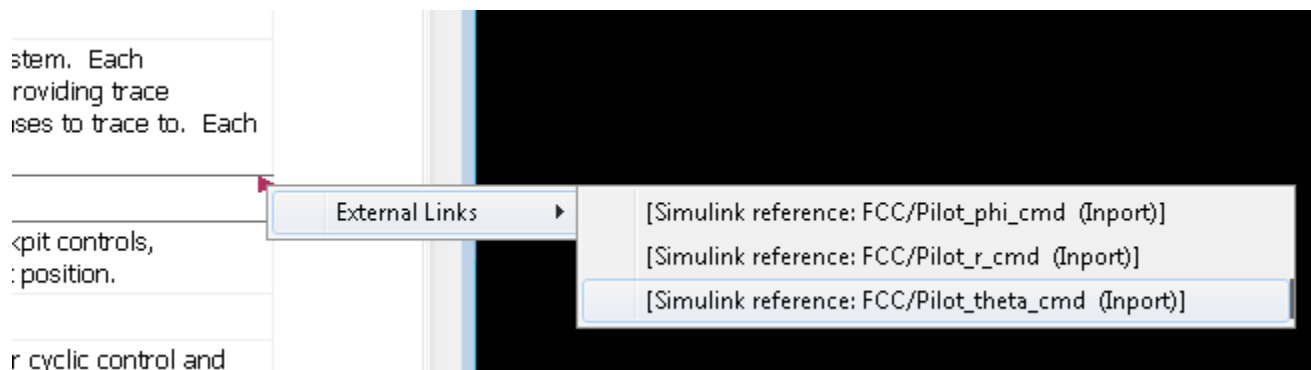 stem.  Each
roviding trace
ses to trace to.  Each
External Links
[Simulink reference: FCC/Pilot_phi_cmd  (Inport)]
[Simulink reference: FCC/Pilot_r_cmd  (Inport)]
[Simulink reference: FCC/Pilot_theta_cmd  (Inport)]
kpit controls,
position.
r cyclic control and